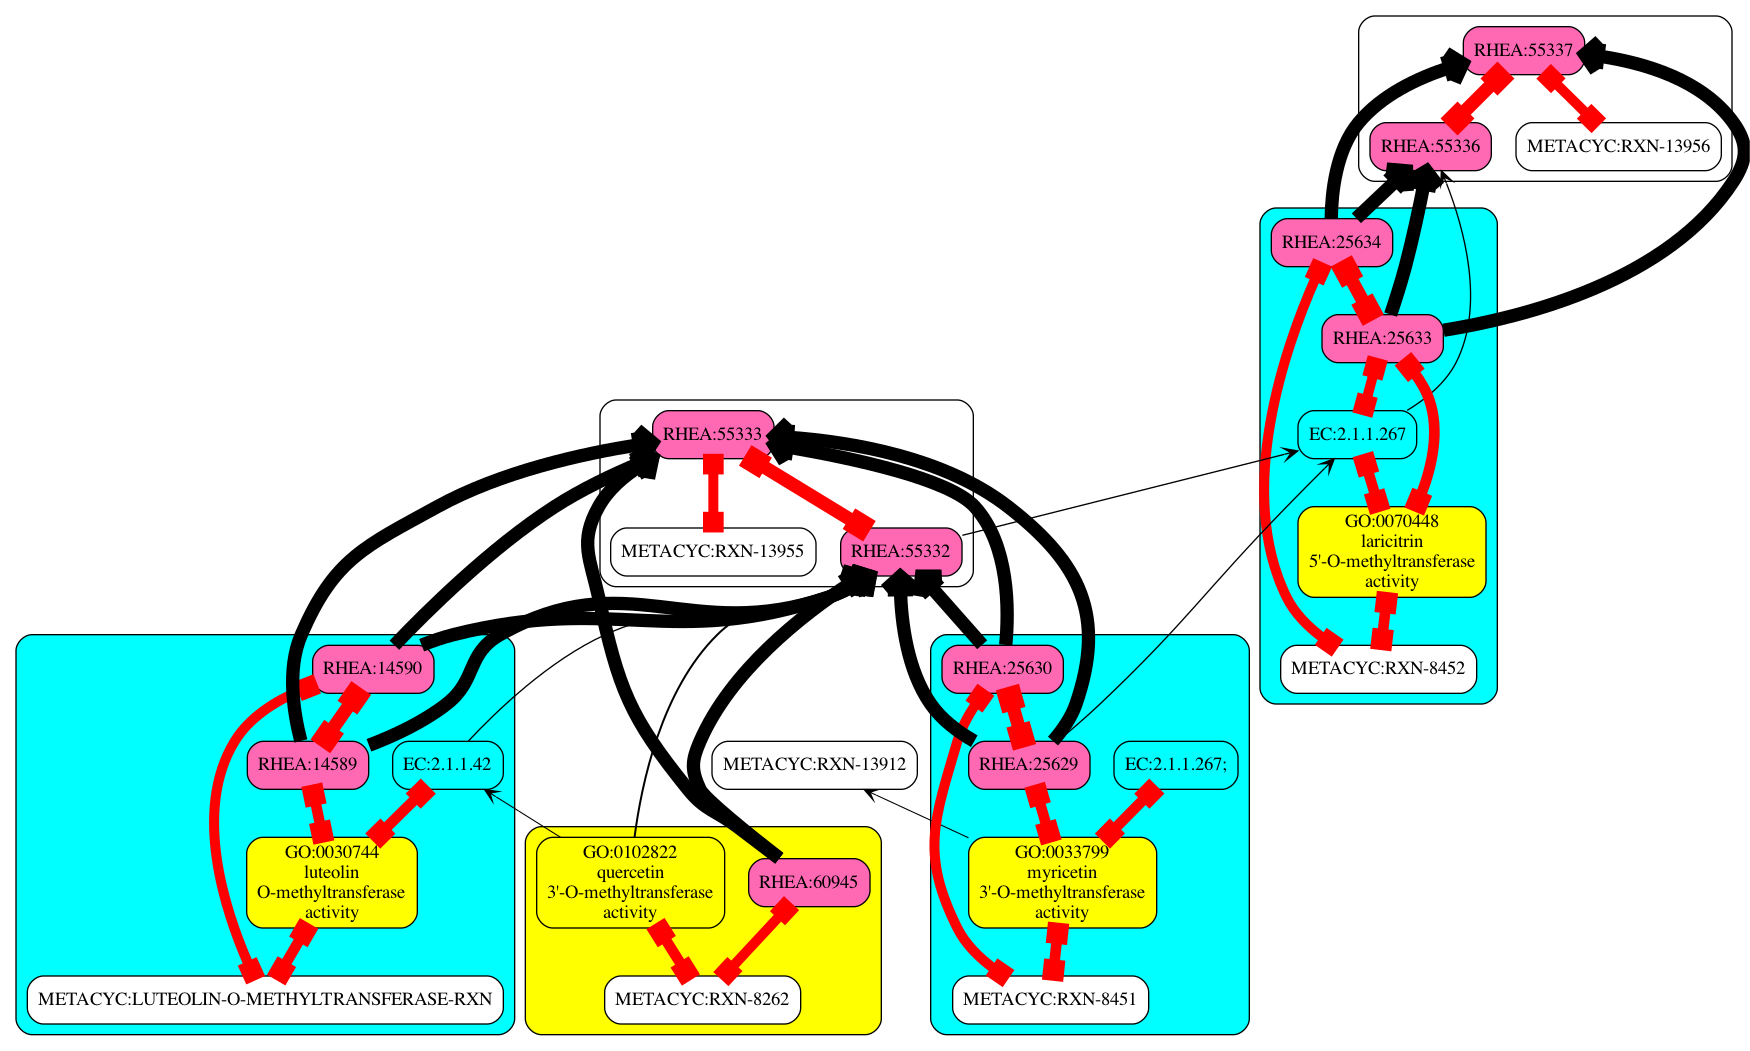 RHEA:55337
RHEA:55336
METACYC:RXN-13956
RHEA:25634
RHEA:25633
EC:2.1.1.267
GO:0070448
laricitrin
5'-O-methyltransferase
activity
METACYC:RXN-8452
RHEA:55333
METACYC:RXN-13955
RHEA:55332
RHEA:14590
RHEA:14589
EC:2.1.1.42
GO:0030744
luteolin
O-methyltransferase
activity
METACYC:LUTEOLIN-O-METHYLTRANSFERASE-RXN
METACYC:RXN-13912
GO:0102822
quercetin
3'-O-methyltransferase
activity
RHEA:60945
METACYC:RXN-8262
RHEA:25630
RHEA:25629
EC:2.1.1.267;
GO:0033799
myricetin
3'-O-methyltransferase
activity
METACYC:RXN-8451